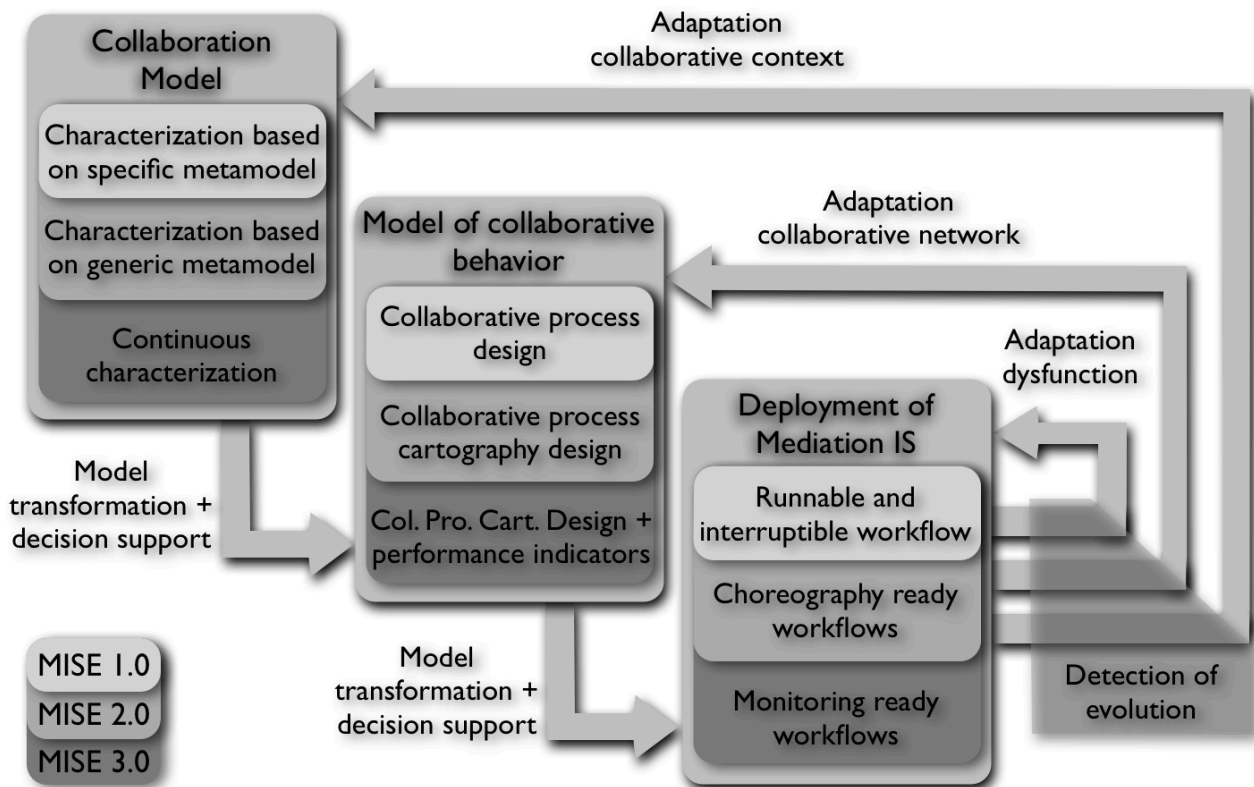 Collaboration
Model
Characterization based
on specific metamodel
Characterization based
on generic metamodel
Continuous
characterization
Adaptation
collaborative context
Model of collaborative
behavior
Collaborative process
design
Collaborative process
cartography design
Col. Pro. Cart. Design +
performance indicators
Adaptation
collaborative network
Adaptation
dysfunction
Deployment of
Mediation IS
Runnable and
interruptible workflow
Choreography ready
workflows
Monitoring ready
workflows
Model
transformation +
decision support
Model
transformation +
decision support
Detection of
evolution
MISE 1.0
MISE 2.0
MISE 3.0